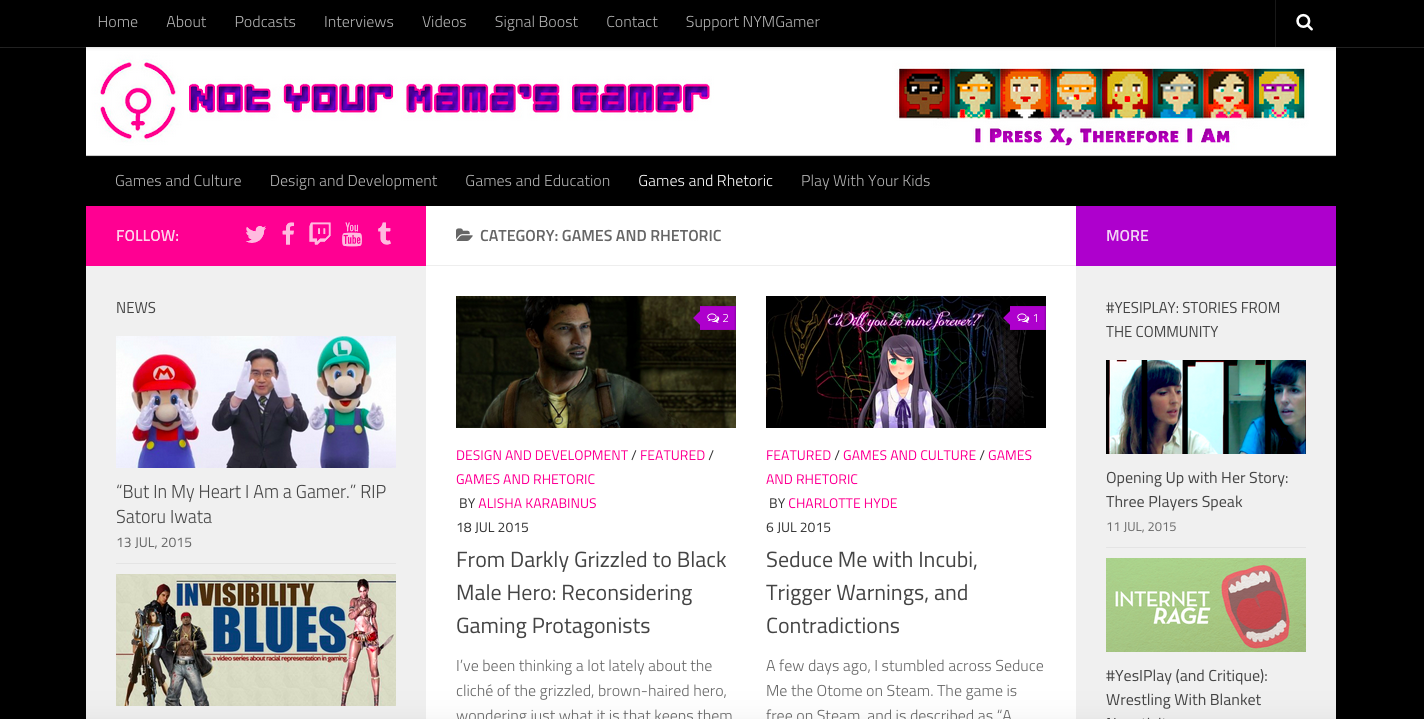 Home About Podcasts Interviews Videos Signal Boost Contact Support NYMGamer
Not Your Mama's Gamer
I Press X, Therefore I Am
Games and Culture Design and Development Games and Education Games and Rhetoric Play With Your Kids
FOLLOW:
You
Tube
NEWS
“But In My Heart I Am a Gamer.” RIP
Satoru Iwata
13 JUL, 2015
INVISIBILITY
BLUES
a video series about racial representation in gaming
CATEGORY: GAMES AND RHETORIC
2
DESIGN AND DEVELOPMENT / FEATURED /
GAMES AND RHETORIC
BY ALISHA KARABINUS
18 JUL 2015
From Darkly Grizzled to Black
Male Hero: Reconsidering
Gaming Protagonists
I’ve been thinking a lot lately about the
cliché of the grizzled, brown-haired hero,
wondering just what it is that keeps them
“Will you be mine forever?”
1
FEATURED / GAMES AND CULTURE / GAMES
AND RHETORIC
BY CHARLOTTE HYDE
6 JUL 2015
Seduce Me with Incubi,
Trigger Warnings, and
Contradictions
A few days ago, I stumbled across Seduce
Me the Otome on Steam. The game is
free on Steam, and is described as “A
MORE
#YESIPLAY: STORIES FROM
THE COMMUNITY
Opening Up with Her Story:
Three Players Speak
11 JUL, 2015
INTERNET
RAGE
#YesIPlay (and Critique):
Wrestling With Blanket